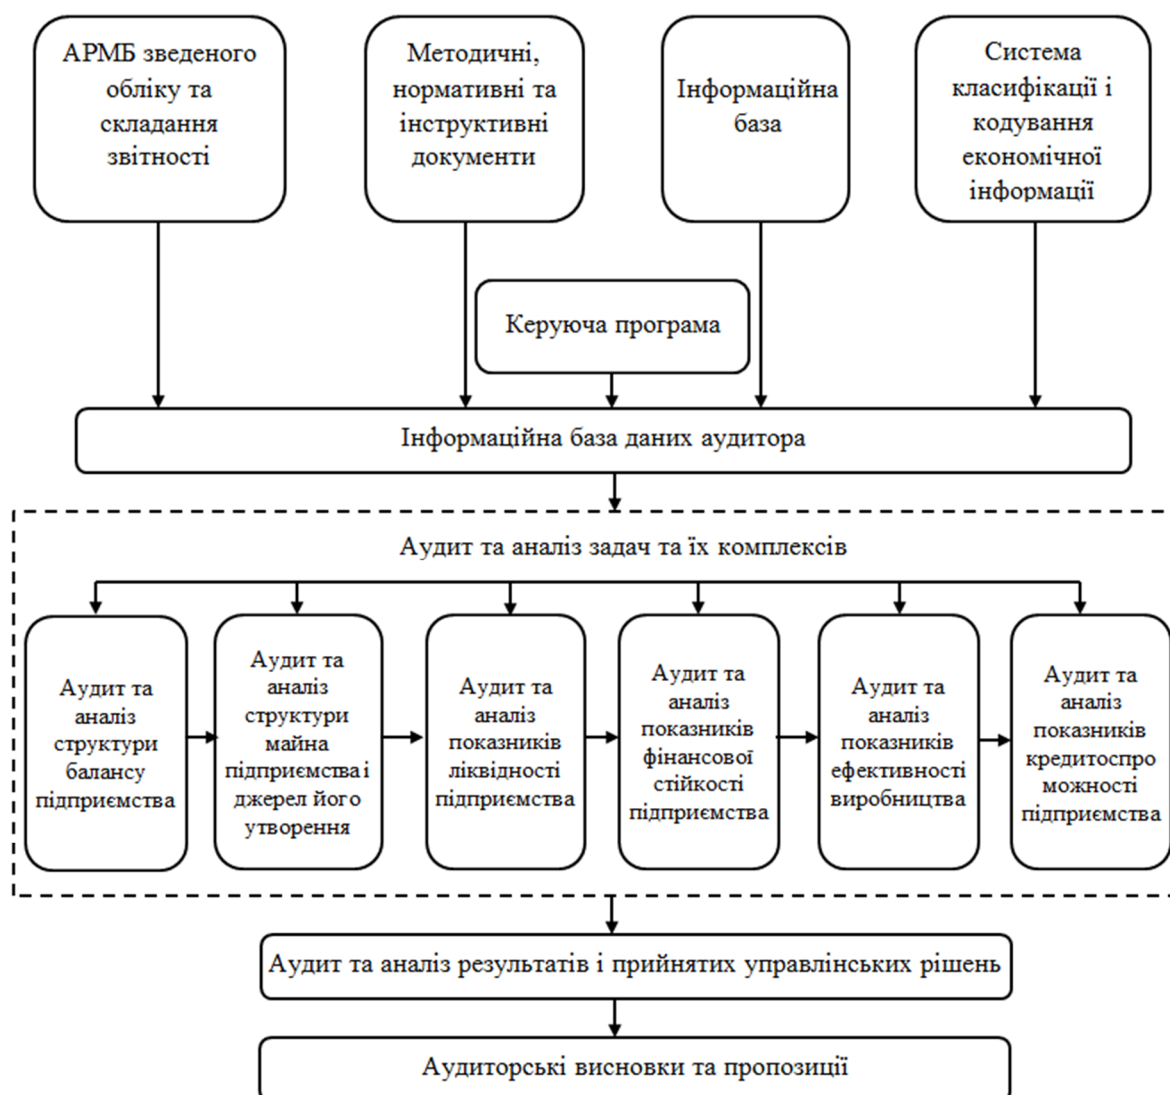 АРМБ зведеного
обліку та
складання
звітності
Методичні,
нормативні та
інструктивні
документи
Інформаційна
база
Система
класифікації і
кодування
економічної
інформації
Керуюча програма
Інформаційна база даних аудитора
Аудит та аналіз задач та їх комплексів
Аудит та
аналіз
структури
балансу
підприємства
Аудит та
аналіз
структури
майна
підприємства і
джерел його
утворення
Аудит та
аналіз
показників
ліквідності
підприємства
Аудит та
аналіз
показників
фінансової
стійкості
підприємства
Аудит та
аналіз
показників
ефективності
виробництва
Аудит та
аналіз
показників
кредитоспро
можності
підприємства
Аудит та аналіз результатів і прийнятих управлінських рішень
Аудиторські висновки та пропозиції